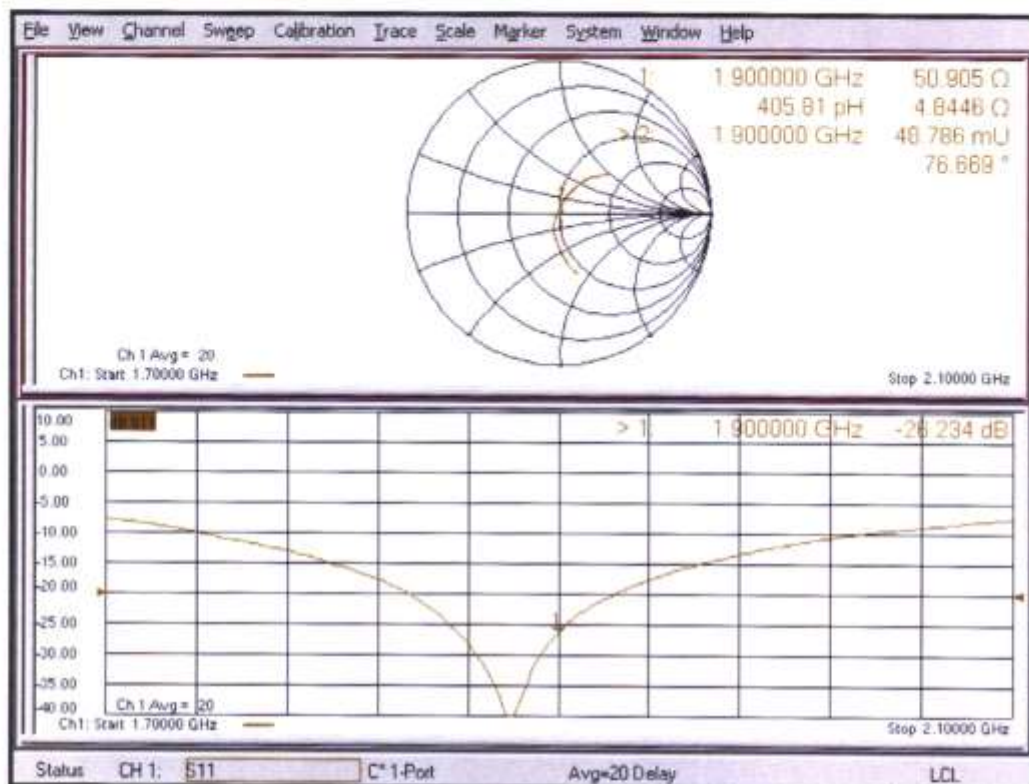 File View Channel Sweep Calibration Trace Scale Marker System Window Help
1: 1.900000 GHz 50.905 Ω
405.81 pH 4.8446 Ω
> 2: 1.900000 GHz 48.786 mU
76.669 °
Ch 1 Avg = 20
Ch1: Start 1.70000 GHz
Stop 2.10000 GHz
10.00
> 1: 1.900000 GHz -26.234 dB
5.00
0.00
-5.00
-10.00
-15.00
-20.00
-25.00
1
-30.00
-35.00
-40.00
Ch 1 Avg = 20
Ch1: Start 1.70000 GHz
Stop 2.10000 GHz
Status CH 1: S11 C* 1-Port Avg=20 Delay LCL